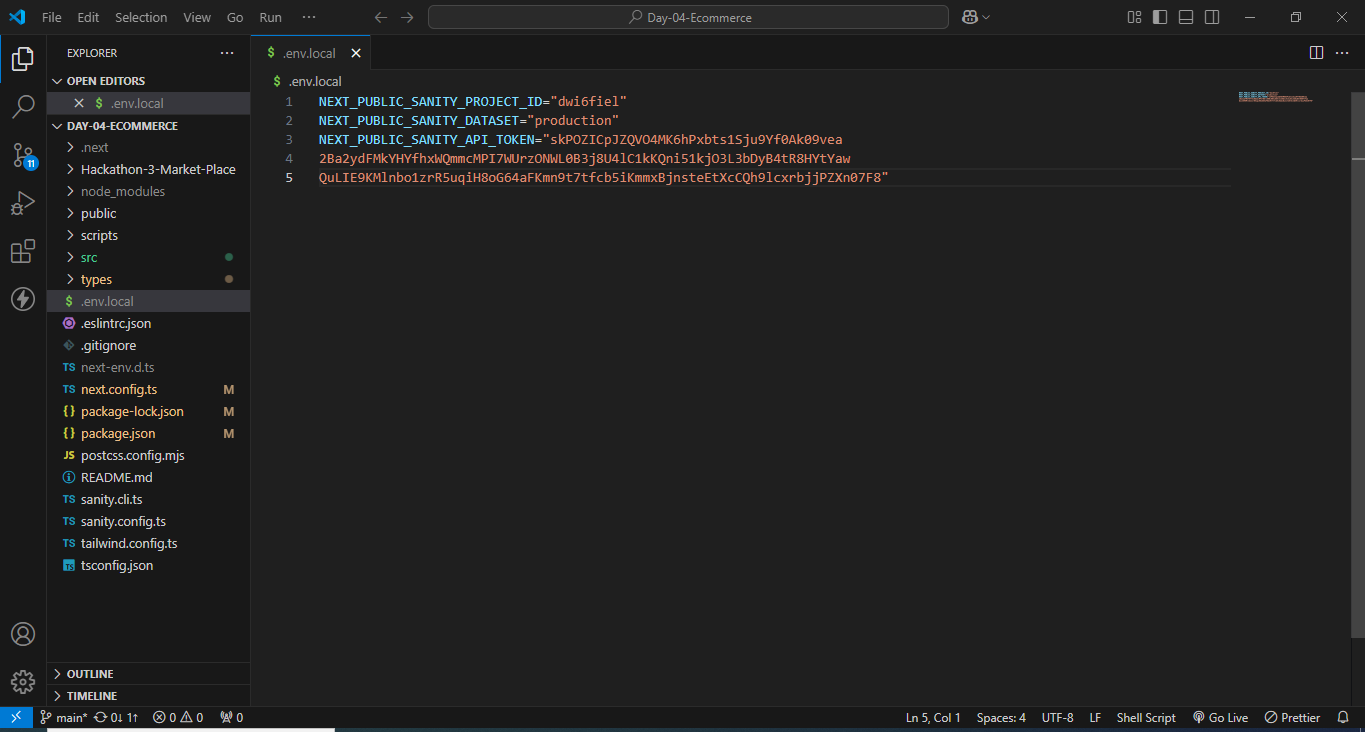 File Edit Selection View Go Run ···
Day-04-Ecommerce
EXPLORER
.env.local
OPEN EDITORS
.env.local
.env.local
DAY-04-ECOMMERCE
.next
Hackathon-3-Market-Place
node_modules
public
scripts
src
types
.env.local
.eslintrc.json
.gitignore
TS next-env.d.ts
TS next.config.ts M
{} package-lock.json M
{} package.json M
JS postcss.config.mjs
README.md
TS sanity.cli.ts
TS sanity.config.ts
TS tailwind.config.ts
tsconfig.json
OUTLINE
TIMELINE
11
1 NEXT_PUBLIC_SANITY_PROJECT_ID="dwi6fiel"
2 NEXT_PUBLIC_SANITY_DATASET="production"
3 NEXT_PUBLIC_SANITY_API_TOKEN="skPOZICpJZQVO4MK6hPxbts1Sju9Yf0Ak09vea
4 2Ba2ydFMkYHYfhxWQmmcMPI7WUrzONWL0B3j8U4lC1kKQni51kjO3L3bDyB4tR8HYtYaw
5 QuLIE9KMlnbo1zrR5uqiH8oG64aFKmn9t7tfcb5iKmmxBjnsteEtXcCQh9lcxrbjjPZXn07F8"
main* 0↓ 1↑ 0 0 0
Ln 5, Col 1 Spaces: 4 UTF-8 LF Shell Script Go Live Prettier